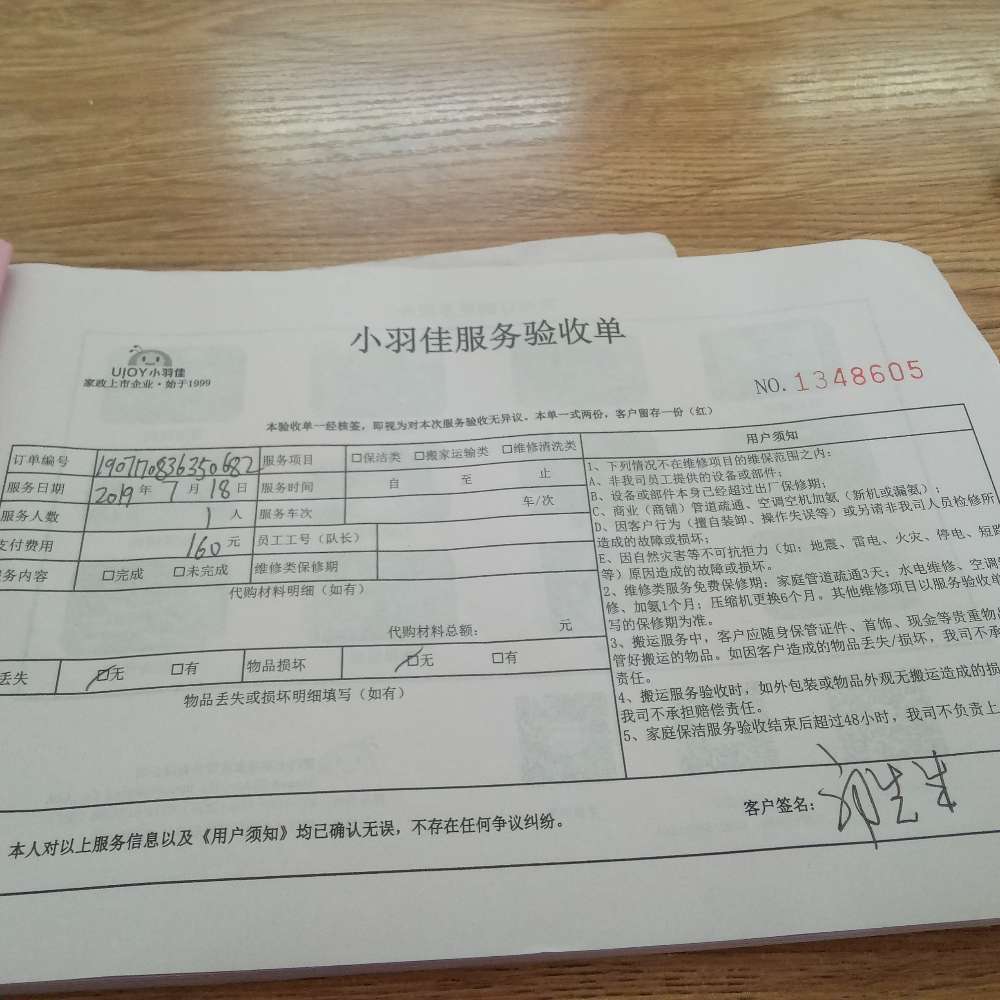 小羽佳服务验收单
UJOY小羽佳
家政上市企业·始于1999
NO.1348605
本验收单一经核签，即视为对本次服务验收无异议。本单一式两份，客户留存一份（红）
订单编号 1907170836350682 服务项目 □保洁类 □搬家运输类 □维修清洗类
服务日期 2019年7月18日 服务时间 自 至 止
服务人数 1人 服务车次 车/次
支付费用 160元 员工工号（队长）
务内容 □完成 □未完成 维修类保修期
代购材料明细（如有）
代购材料总额： 元
丢失 □无 □有 物品损坏 □无 □有
物品丢失或损坏明细填写（如有）
用户须知
1、下列情况不在维修项目的维保范围之内：
A、非我司员工提供的设备或部件；
B、设备或部件本身已经超过出厂保修期；
C、商业（商铺）管道疏通、空调空机加氨（新机或漏氨）；
D、因客户行为（擅自装卸、操作失误等）或另请非我司人员检修所
造成的故障或损坏；
E、因自然灾害等不可抗拒力（如：地震、雷电、火灾、停电、短路
等）原因造成的故障或损坏。
2、维修类服务免费保修期：家庭管道疏通3天；水电维修、空调
修、加氨1个月；压缩机更换6个月。其他维修项目以服务验收单
写的保修期为准。
3、搬运服务中，客户应随身保管证件、首饰、现金等贵重物品
管好搬运的物品。如因客户造成的物品丢失/损坏，我司不承
责任。
4、搬运服务验收时，如外包装或物品外观无搬运造成的损
我司不承担赔偿责任。
5、家庭保洁服务验收结束后超过48小时，我司不负责上
本人对以上服务信息以及《用户须知》均已确认无误，不存在任何争议纠纷。
客户签名：